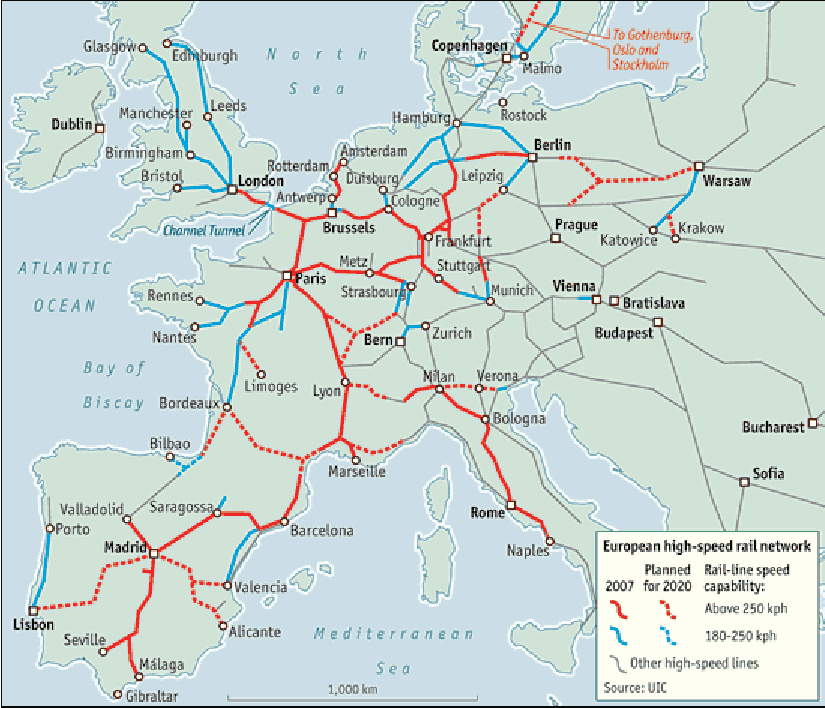 Glasgow
Edinburgh
North
Sea
Copenhagen
To Gothenburg,
Oslo and
Stockholm
Malmo
Leeds
Manchester
Dublin
Hamburg
Rostock
Birmingham
Amsterdam
Berlin
Rotterdam
Bristol
London
Duisburg
Leipzig
Warsaw
Antwerp
Cologne
Channel Tunnel
Brussels
Prague
Katowice
Krakow
Frankfurt
ATLANTIC
OCEAN
Metz
Stuttgart
Paris
Strasbourg
Munich
Vienna
Bratislava
Rennes
Nantes
Bern
Zurich
Budapest
Bay of
Biscay
Limoges
Lyon
Milan
Verona
Bordeaux
Bologna
Bucharest
Bilbao
Marseille
Sofia
Valladolid
Saragossa
Porto
Barcelona
Rome
Madrid
Naples
Valencia
Lisbon
Alicante
Mediterranean
Sea
Seville
Málaga
Gibraltar
1,000 km
European high-speed rail network
2007
Planned
for 2020
Rail-line speed
capability:
Above 250 kph
180-250 kph
Other high-speed lines
Source: UIC